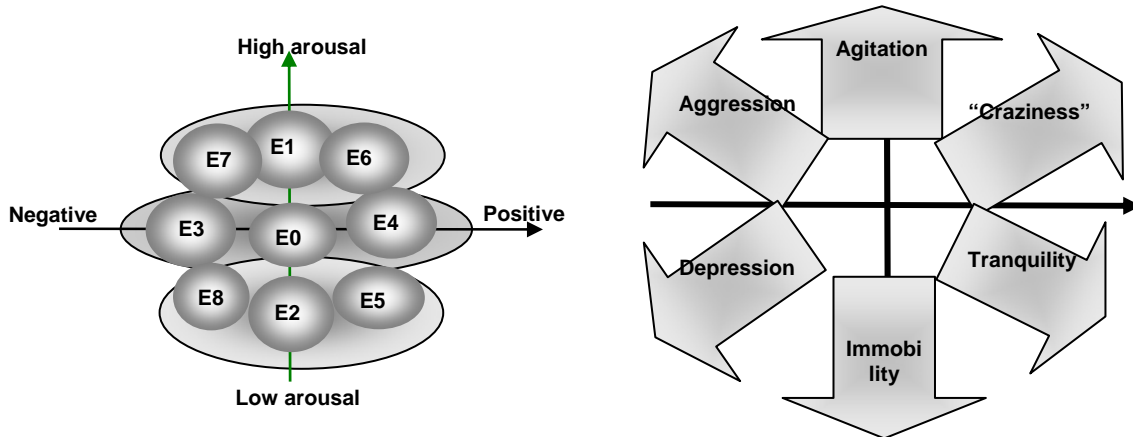 High arousal
E7
E1
E6
Negative
E3
E0
E4
Positive
E8
E2
E5
Low arousal
Agitation
Aggression
“Craziness”
Depression
Tranquility
Immobi
lity